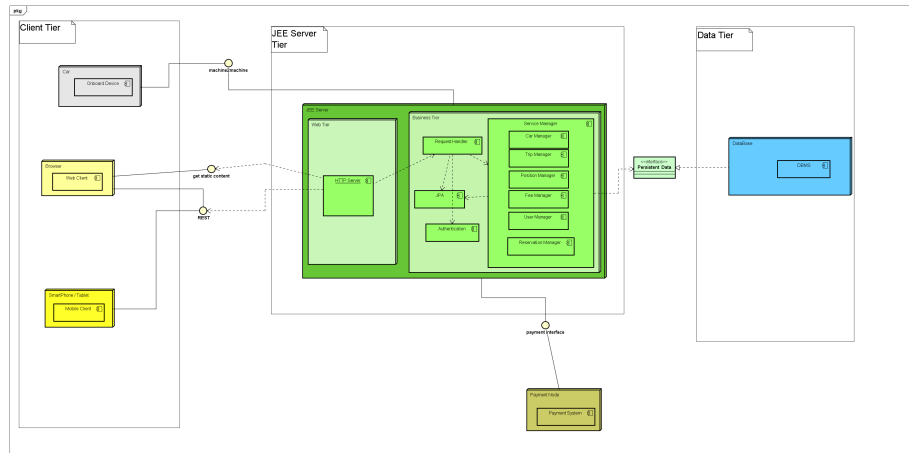 pkg
Client Tier
JEE Server
Tier
Data Tier
Car
Onboard Device
machine2machine
JEE Server
Web Tier
HTTP Server
Business Tier
Request Handler
JPA
Authentication
Service Manager
Car Manager
Trip Manager
Position Manager
Fee Manager
User Manager
Reservation Manager
<<interface>>
Persistent Data
DataBase
DBMS
Browser
Web Client
get static content
REST
SmartPhone / Tablet
Mobile Client
payment interface
Payment Node
Payment System